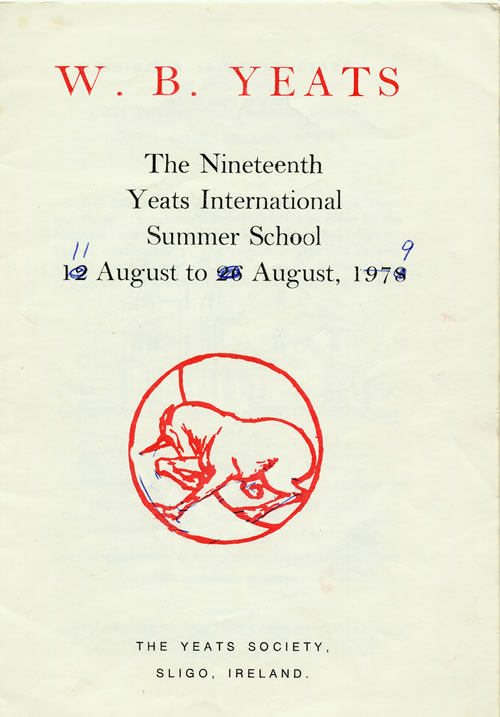 W. B. YEATS
The Nineteenth
Yeats International
Summer School
11 9
12 August to 26 August, 1978
THE YEATS SOCIETY,
SLIGO, IRELAND.